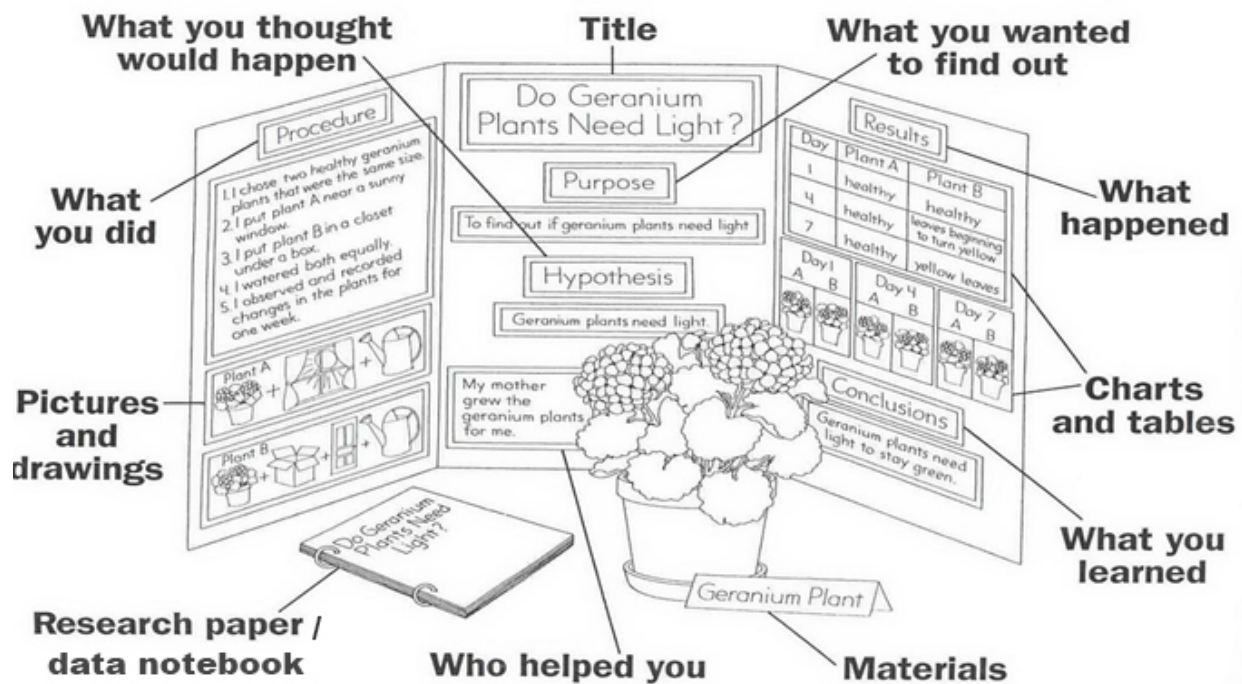 What you thought
would happen
Title
What you wanted
to find out
Procedure
1. I chose two healthy geranium
plants that were the same size.
2. I put plant A near a sunny
window.
3. I put plant B in a closet
under a box.
4. I watered both equally.
5. I observed and recorded
changes in the plants for
one week.
What
you did
Plant A
+
+
Plant B
+
+
+
Pictures
and
drawings
Do Geranium
Plants Need Light?
Purpose
To find out if geranium plants need light
Hypothesis
Geranium plants need light.
My mother
grew the
geranium plants
for me.
Results
Day Plant A Plant B
1 healthy healthy
4 healthy leaves beginning
to turn yellow
7 healthy yellow leaves
Day 1 Day 4 Day 7
A B A B A B
What
happened
Charts
and tables
Conclusions
Geranium plants need
light to stay green.
What you
learned
Do Geranium
Plants Need
Light?
Geranium Plant
Research paper /
data notebook
Who helped you
Materials